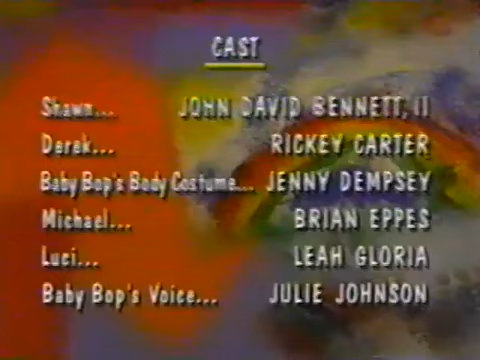 CAST
Shawn... JOHN DAVID BENNETT, II
Derek... RICKEY CARTER
Baby Bop's Body Costume... JENNY DEMPSEY
Michael... BRIAN EPPES
Luci... LEAH GLORIA
Baby Bop's Voice... JULIE JOHNSON